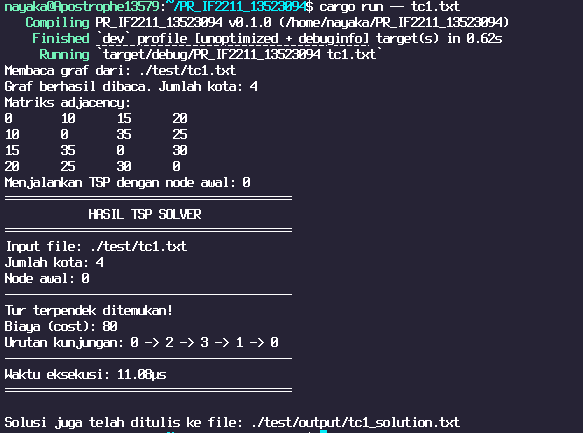 nayaka@Apostrophe13579:~/PR_IF2211_13523094$ cargo run -- tc1.txt
Compiling PR_IF2211_13523094 v0.1.0 (/home/nayaka/PR_IF2211_13523094)
Finished `dev` profile [unoptimized + debuginfo] target(s) in 0.62s
Running `target/debug/PR_IF2211_13523094 tc1.txt`
Membaca graf dari: ./test/tc1.txt
Graf berhasil dibaca. Jumlah kota: 4
Matriks adjacency:
0 10 15 20
10 0 35 25
15 35 0 30
20 25 30 0
Menjalankan TSP dengan node awal: 0
HASIL TSP SOLVER
Input file: ./test/tc1.txt
Jumlah kota: 4
Node awal: 0
Tur terpendek ditemukan!
Biaya (cost): 80
Urutan kunjungan: 0 -> 2 -> 3 -> 1 -> 0
Waktu eksekusi: 11.08µs
Solusi juga telah ditulis ke file: ./test/output/tc1_solution.txt